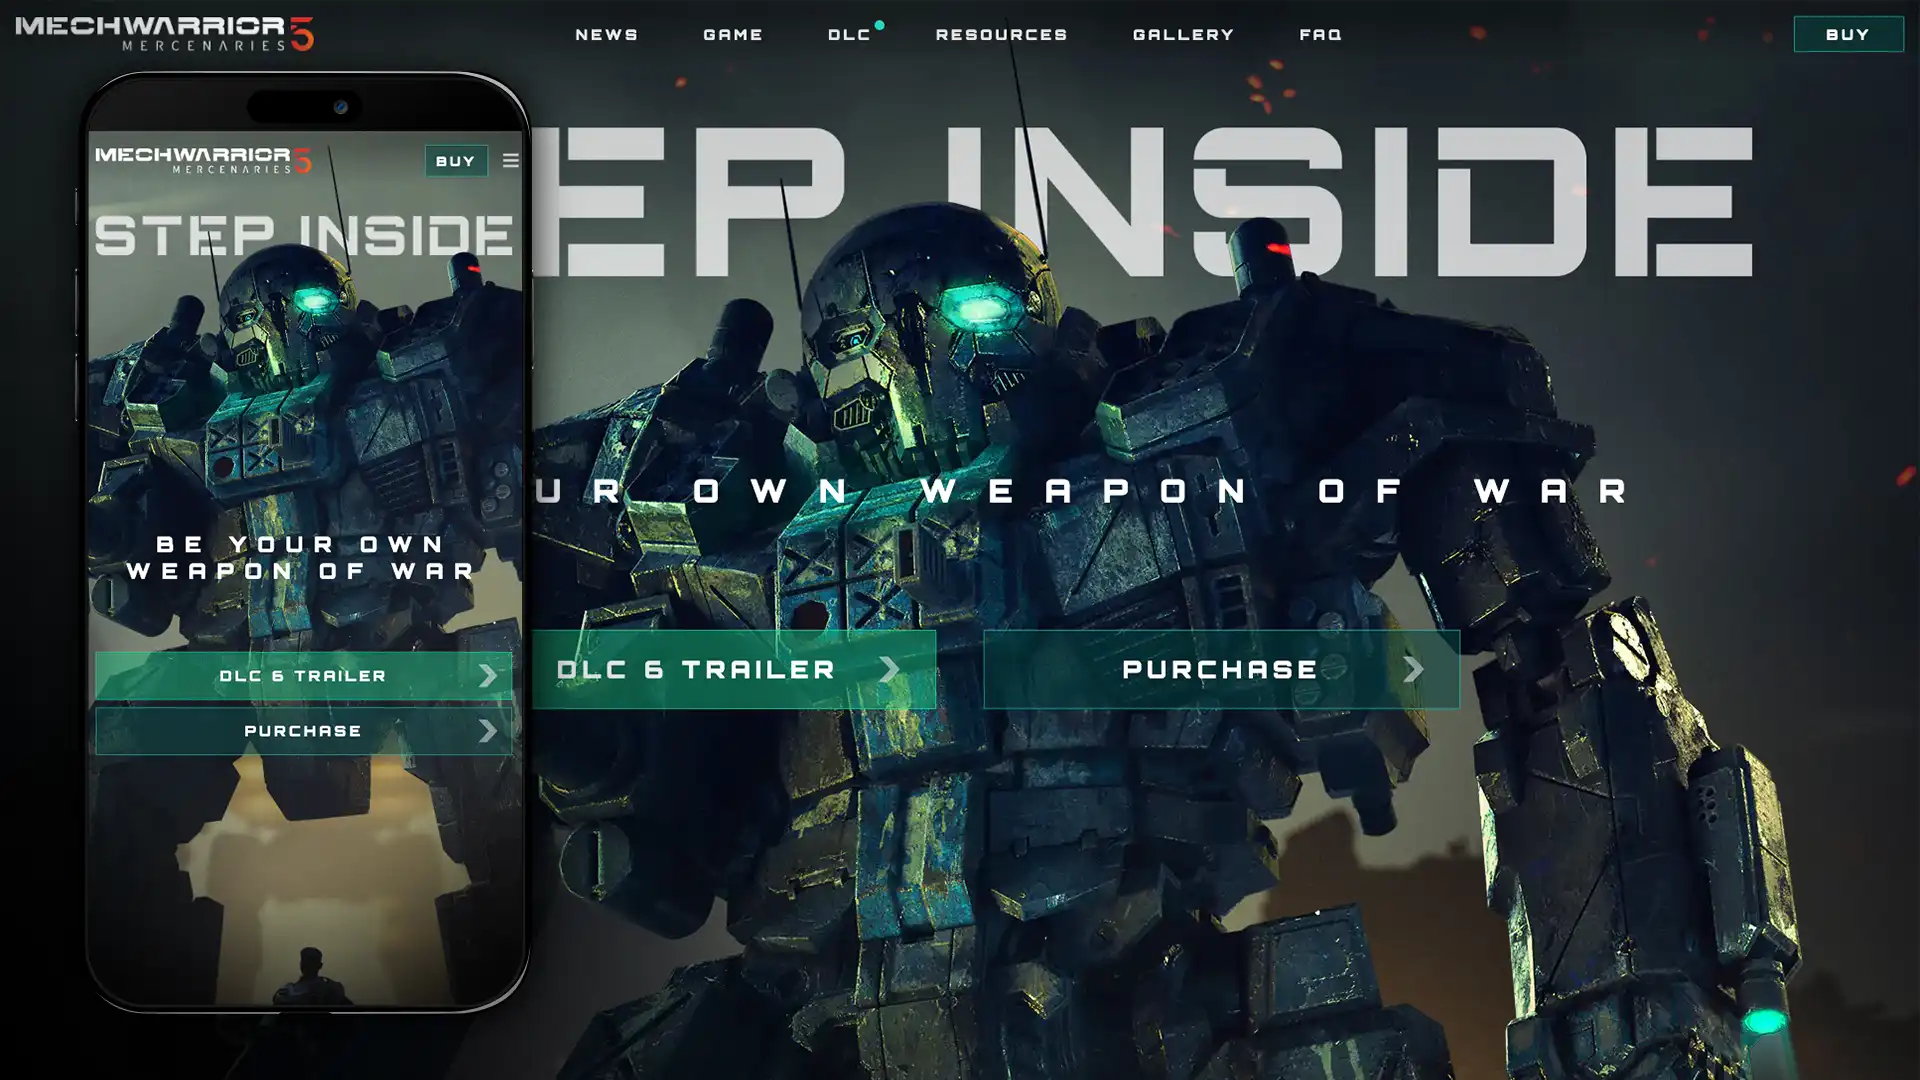 MECHWARRIOR 5
MERCENARIES
NEWS
GAME
DLC
RESOURCES
GALLERY
FAQ
BUY
EP INSIDE
UR OWN WEAPON OF WAR
DLC 6 TRAILER
PURCHASE
MECHWARRIOR 5
MERCENARIES
BUY
STEP INSIDE
BE YOUR OWN
WEAPON OF WAR
DLC 6 TRAILER
PURCHASE